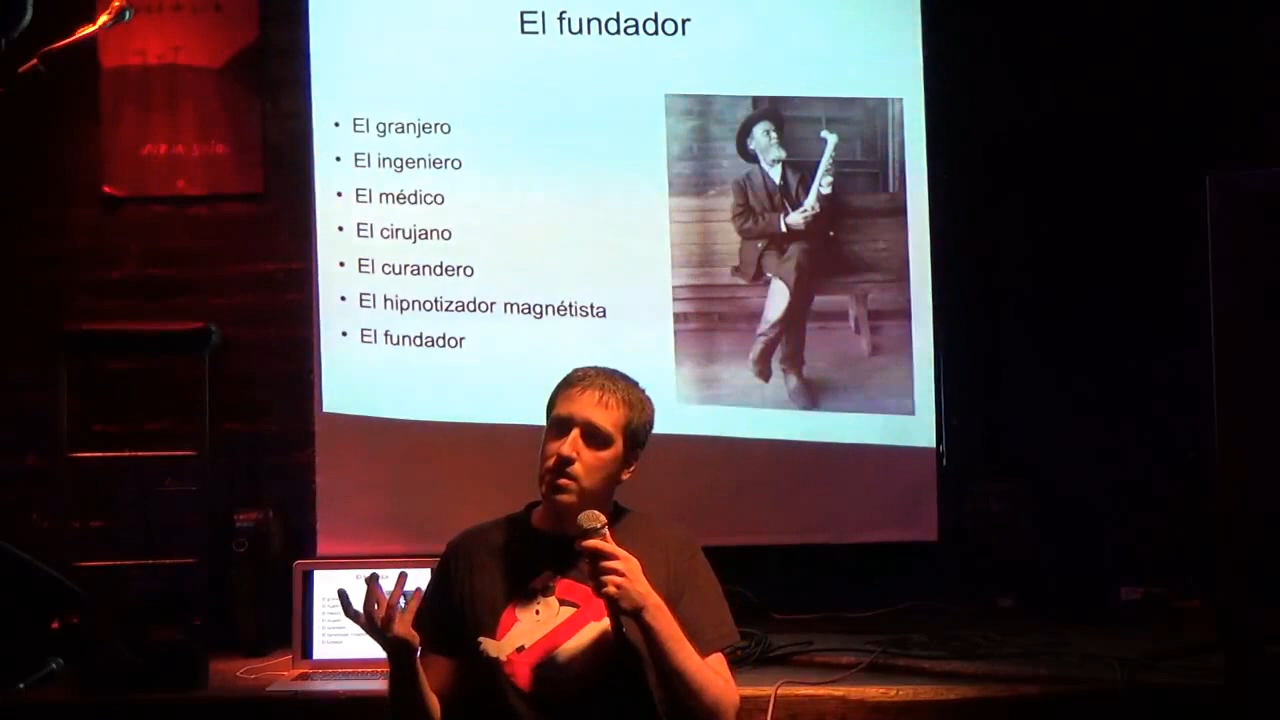 El fundador
• El granjero
• El ingeniero
• El médico
• El cirujano
• El curandero
• El hipnotizador magnétista
• El fundador